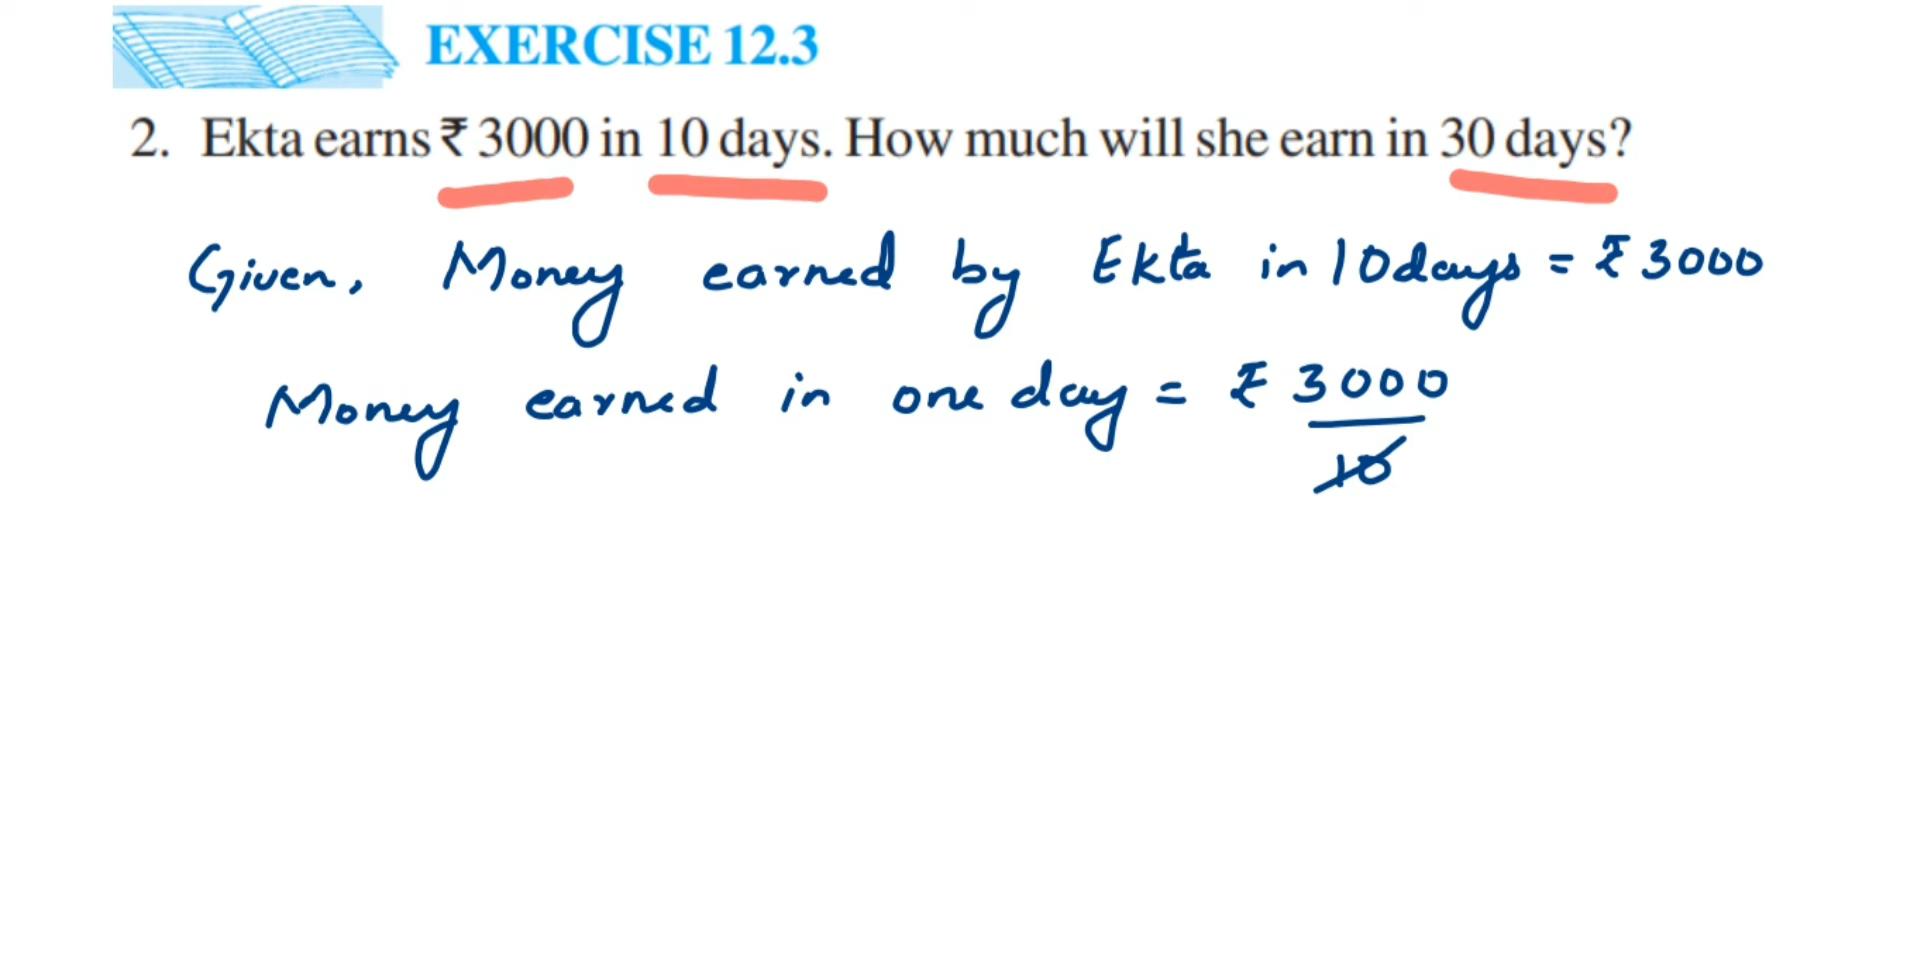 EXERCISE 12.3
2. Ekta earns ₹ 3000 in 10 days. How much will she earn in 30 days?
Given, Money earned by Ekta in 10 days = ₹ 3000
Money earned in one day = ₹ 3000
10